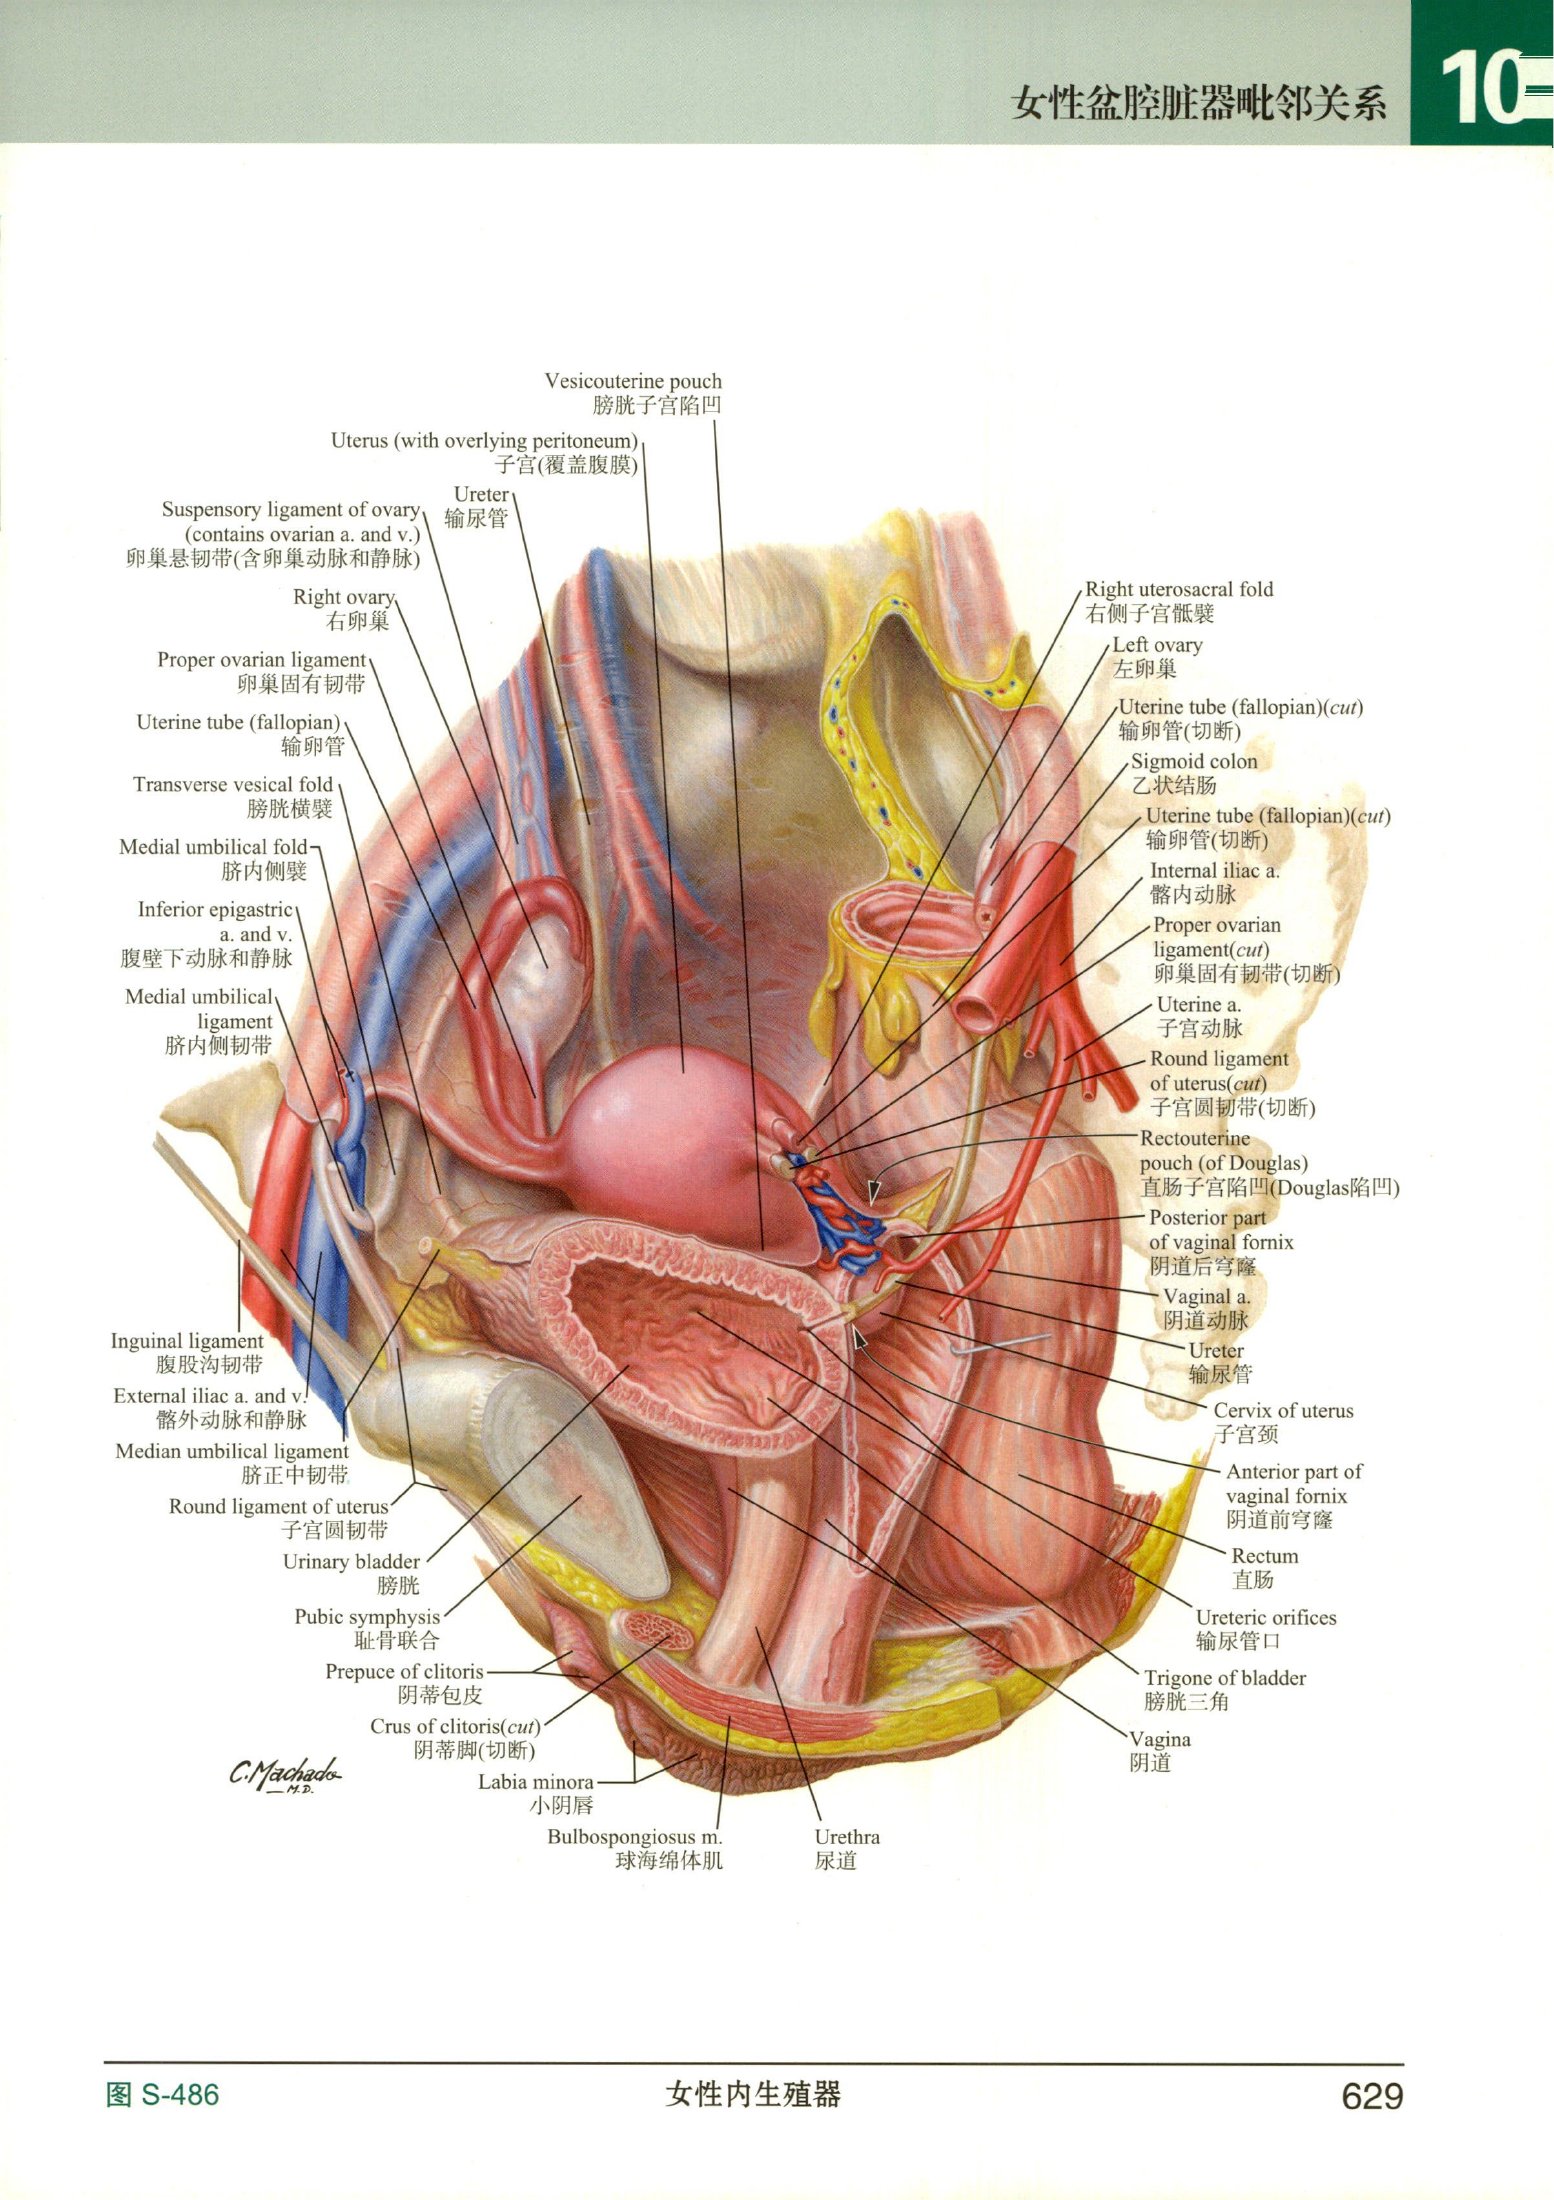 女性盆腔脏器毗邻关系
10
Vesicouterine pouch
膀胱子宫陷凹
Uterus (with overlying peritoneum)
子宫(覆盖腹膜)
Ureter
输尿管
Suspensory ligament of ovary
(contains ovarian a. and v.)
卵巢悬韧带(含卵巢动脉和静脉)
Right ovary
右卵巢
Proper ovarian ligament
卵巢固有韧带
Uterine tube (fallopian)
输卵管
Transverse vesical fold
膀胱横襞
Medial umbilical fold
脐内侧襞
Inferior epigastric
a. and v.
腹壁下动脉和静脉
Medial umbilical
ligament
脐内侧韧带
Inguinal ligament
腹股沟韧带
External iliac a. and v.
髂外动脉和静脉
Median umbilical ligament
脐正中韧带
Round ligament of uterus
子宫圆韧带
Urinary bladder
膀胱
Pubic symphysis
耻骨联合
Prepuce of clitoris
阴蒂包皮
Crus of clitoris(cut)
阴蒂脚(切断)
Labia minora
小阴唇
Bulbospongiosus m.
球海绵体肌
Urethra
尿道
Right uterosacral fold
右侧子宫骶襞
Left ovary
左卵巢
Uterine tube (fallopian)(cut)
输卵管(切断)
Sigmoid colon
乙状结肠
Uterine tube (fallopian)(cut)
输卵管(切断)
Internal iliac a.
髂内动脉
Proper ovarian
ligament(cut)
卵巢固有韧带(切断)
Uterine a.
子宫动脉
Round ligament
of uterus(cut)
子宫圆韧带(切断)
Rectouterine
pouch (of Douglas)
直肠子宫陷凹(Douglas陷凹)
Posterior part
of vaginal fornix
阴道后穹窿
Vaginal a.
阴道动脉
Ureter
输尿管
Cervix of uterus
子宫颈
Anterior part of
vaginal fornix
阴道前穹窿
Rectum
直肠
Ureteric orifices
输尿管口
Trigone of bladder
膀胱三角
Vagina
阴道
C.Machado
M.D.
图 S-486
女性内生殖器
629